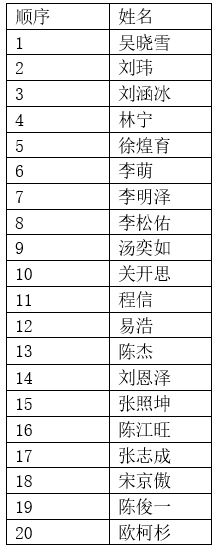 顺序 姓名
1 吴晓雪
2 刘玮
3 刘涵冰
4 林宁
5 徐煌育
6 李萌
7 李明泽
8 李松佑
9 汤奕如
10 关开思
11 程信
12 易浩
13 陈杰
14 刘恩泽
15 张照坤
16 陈江旺
17 张志成
18 宋京傲
19 陈俊一
20 欧柯杉